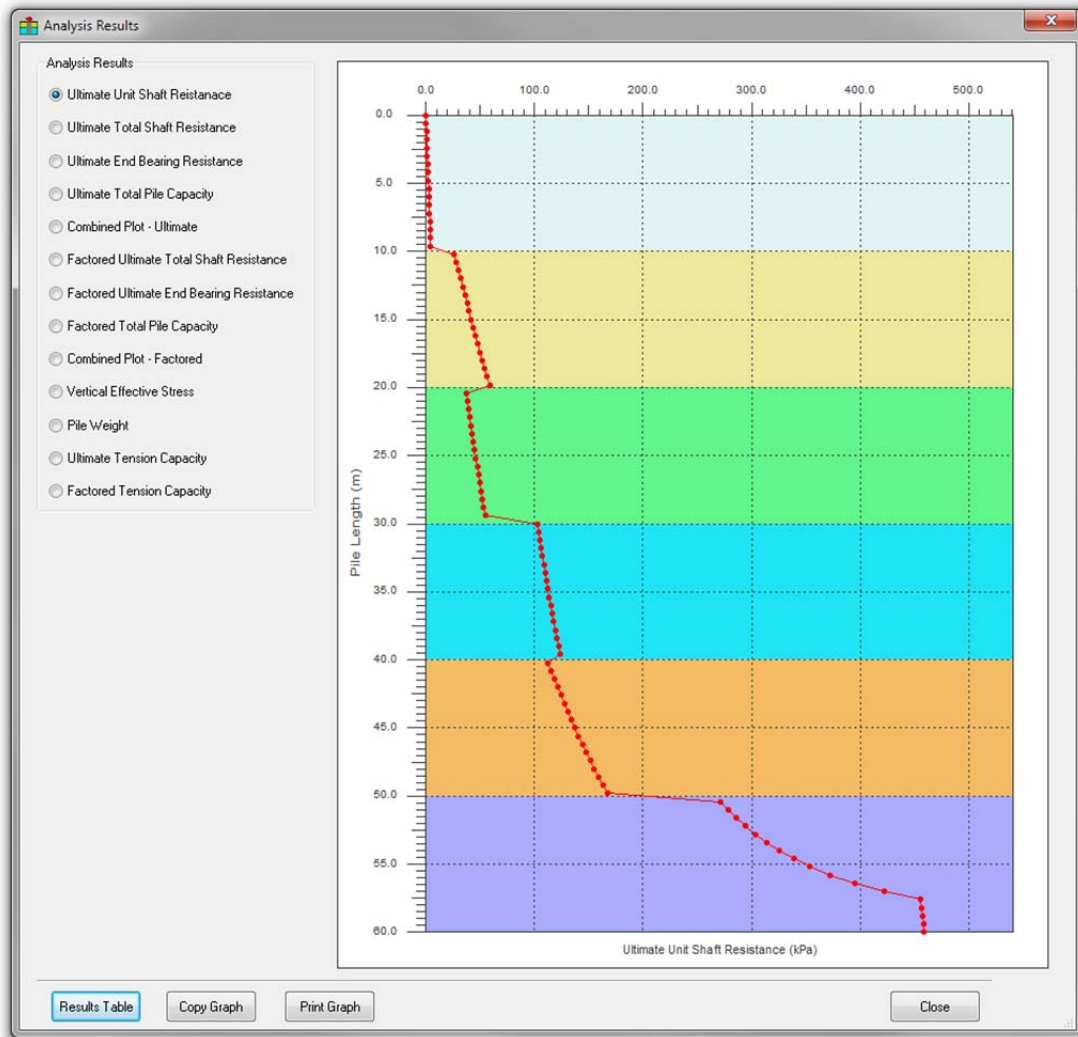 Analysis Results
Analysis Results
Ultimate Unit Shaft Reistanace
Ultimate Total Shaft Resistance
Ultimate End Bearing Resistance
Ultimate Total Pile Capacity
Combined Plot - Ultimate
Factored Ultimate Total Shaft Resistance
Factored Ultimate End Bearing Resistance
Factored Total Pile Capacity
Combined Plot - Factored
Vertical Effective Stress
Pile Weight
Ultimate Tension Capacity
Factored Tension Capacity
0.0 100.0 200.0 300.0 400.0 500.0
0.0
5.0
10.0
15.0
20.0
25.0
30.0
35.0
40.0
45.0
50.0
55.0
60.0
Pile Length (m)
Ultimate Unit Shaft Resistance (kPa)
Results Table Copy Graph Print Graph Close